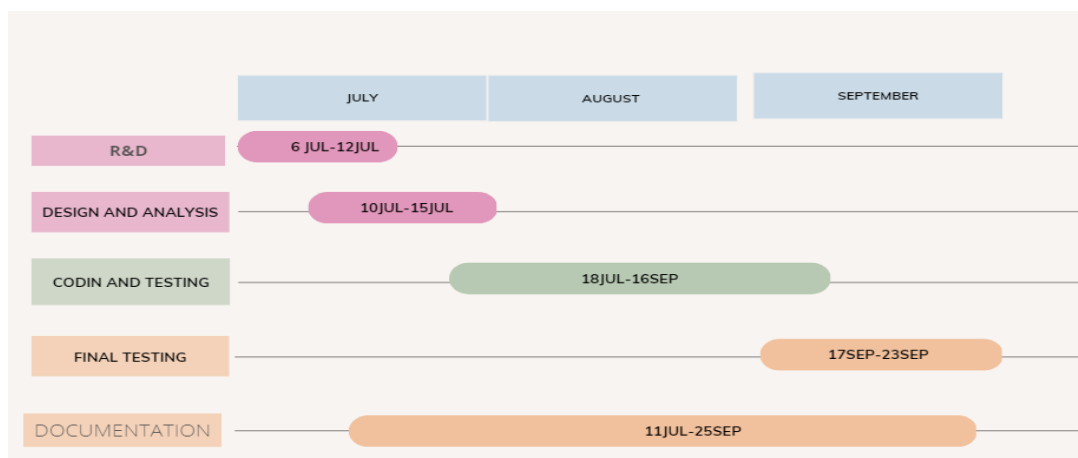 JULY
AUGUST
SEPTEMBER
R&D
6 JUL-12JUL
DESIGN AND ANALYSIS
10JUL-15JUL
CODIN AND TESTING
18JUL-16SEP
FINAL TESTING
17SEP-23SEP
DOCUMENTATION
11JUL-25SEP